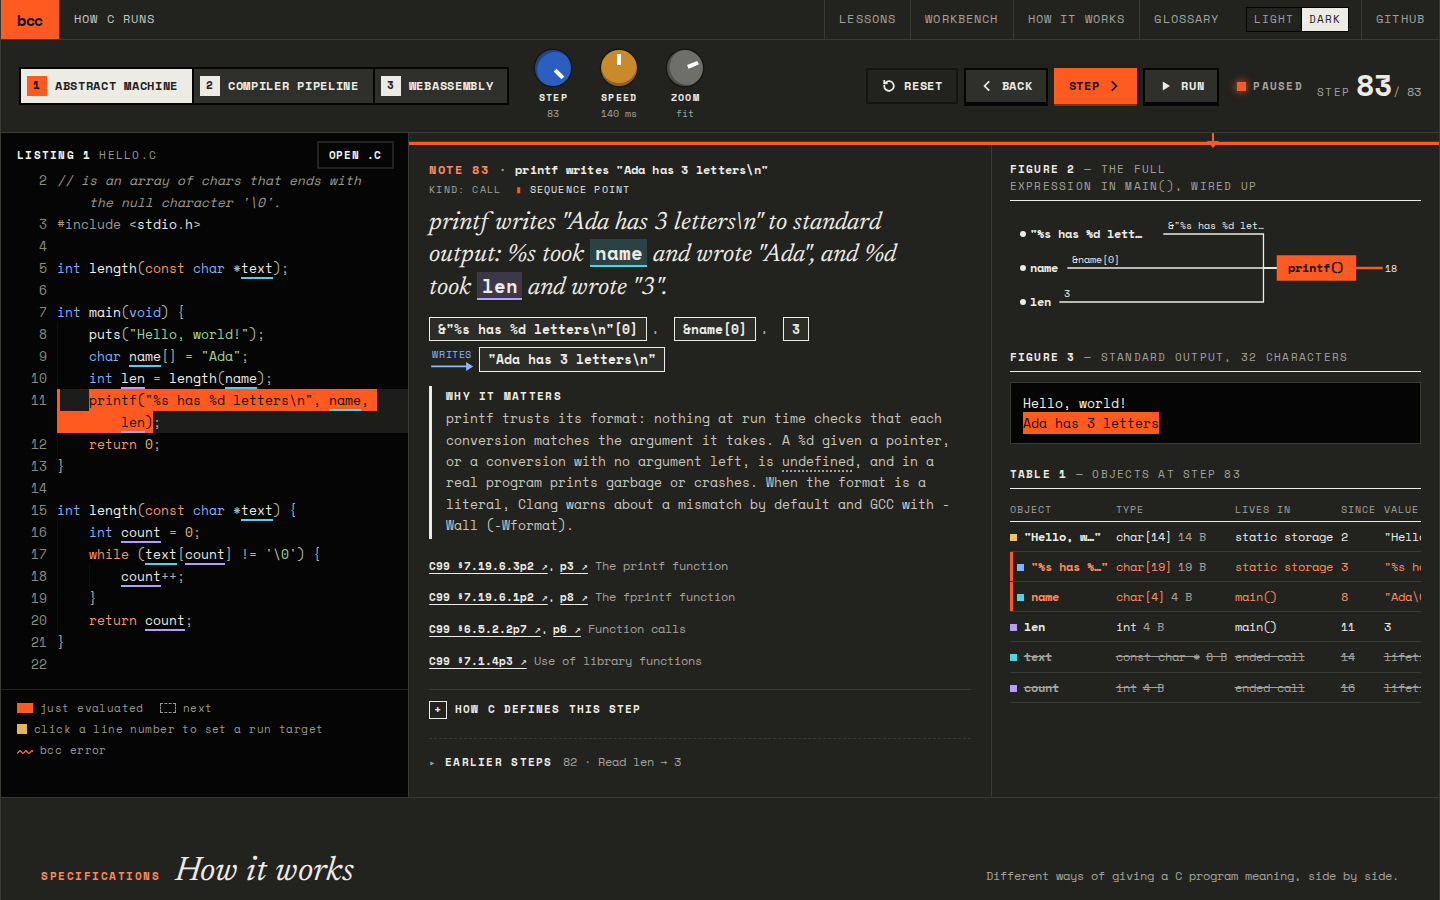 bcc HOW C RUNS LESSONS WORKBENCH HOW IT WORKS GLOSSARY LIGHT DARK GITHUB
1 ABSTRACT MACHINE 2 COMPILER PIPELINE 3 WEBASSEMBLY
STEP SPEED ZOOM
83 140 ms fit
RESET BACK STEP RUN PAUSED STEP 83 / 83
LISTING 1 HELLO.C OPEN .C
2 // is an array of chars that ends with
the null character '\0'.
3 #include <stdio.h>
4
5 int length(const char *text);
6
7 int main(void) {
8 puts("Hello, world!");
9 char name[] = "Ada";
10 int len = length(name);
11 printf("%s has %d letters\n", name,
len);
12 return 0;
13 }
14
15 int length(const char *text) {
16 int count = 0;
17 while (text[count] != '\0') {
18 count++;
19 }
20 return count;
21 }
22
just evaluated next
click a line number to set a run target
bcc error
NOTE 83 · printf writes "Ada has 3 letters\n"
KIND: CALL SEQUENCE POINT
printf writes "Ada has 3 letters\n" to standard
output: %s took name and wrote "Ada", and %d
took len and wrote "3".
&"%s has %d letters\n"[0] , &name[0] , 3
WRITES "Ada has 3 letters\n"
WHY IT MATTERS
printf trusts its format: nothing at run time checks that each
conversion matches the argument it takes. A %d given a pointer,
or a conversion with no argument left, is undefined, and in a
real program prints garbage or crashes. When the format is a
literal, Clang warns about a mismatch by default and GCC with -
Wall (-Wformat).
C99 §7.19.6.3p2 ↗, p3 ↗ The printf function
C99 §7.19.6.1p2 ↗, p8 ↗ The fprintf function
C99 §6.5.2.2p7 ↗, p6 ↗ Function calls
C99 §7.1.4p3 ↗ Use of library functions
+ HOW C DEFINES THIS STEP
▸ EARLIER STEPS 82 · Read len → 3
FIGURE 2 — THE FULL
EXPRESSION IN MAIN(), WIRED UP
"%s has %d lett… &"%s has %d let…
name &name[0] printf() 18
len 3
FIGURE 3 — STANDARD OUTPUT, 32 CHARACTERS
Hello, world!
Ada has 3 letters
TABLE 1 — OBJECTS AT STEP 83
OBJECT TYPE LIVES IN SINCE VALUE
"Hello, w…" char[14] 14 B static storage 2 "Hello
"%s has %…" char[19] 19 B static storage 3 "%s ha
name char[4] 4 B main() 8 "Ada\0
len int 4 B main() 11 3
text const char * 8 B ended call 14 lifet
count int 4 B ended call 16 lifet
SPECIFICATIONS How it works
Different ways of giving a C program meaning, side by side.